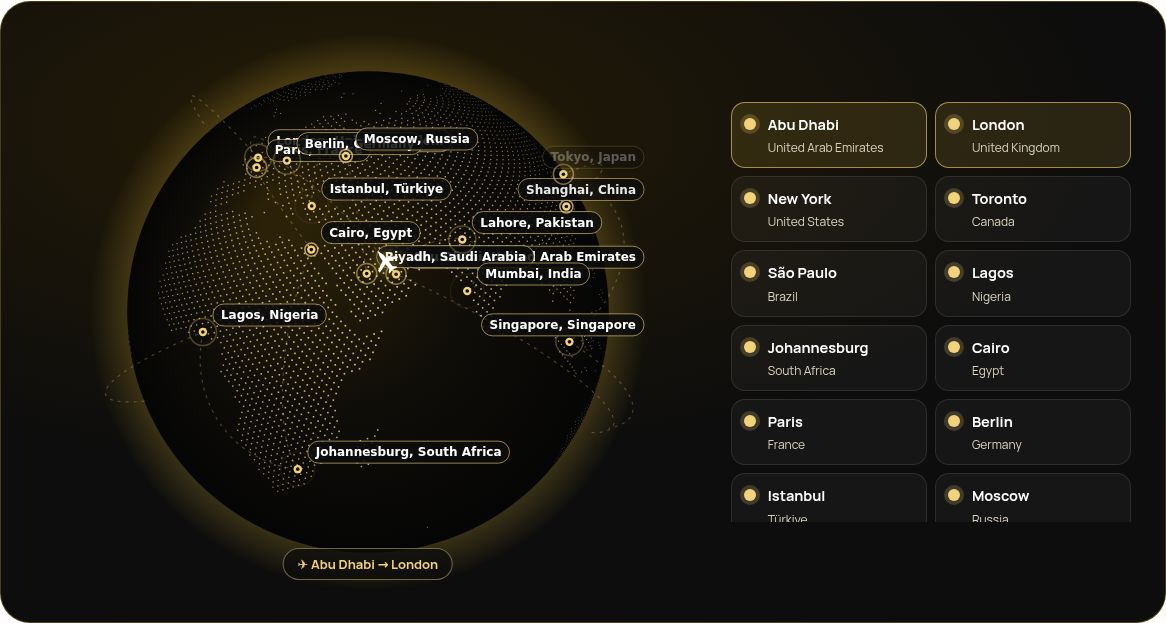 Moscow, Russia
Berlin,
Tokyo, Japan
Istanbul, Türkiye
Shanghai, China
Cairo, Egypt
Lahore, Pakistan
Riyadh, Saudi Arabia
Arab Emirates
Mumbai, India
Lagos, Nigeria
Singapore, Singapore
Johannesburg, South Africa
✈ Abu Dhabi → London
Abu Dhabi
United Arab Emirates
London
United Kingdom
New York
United States
Toronto
Canada
São Paulo
Brazil
Lagos
Nigeria
Johannesburg
South Africa
Cairo
Egypt
Paris
France
Berlin
Germany
Istanbul
Türkiye
Moscow
Russia